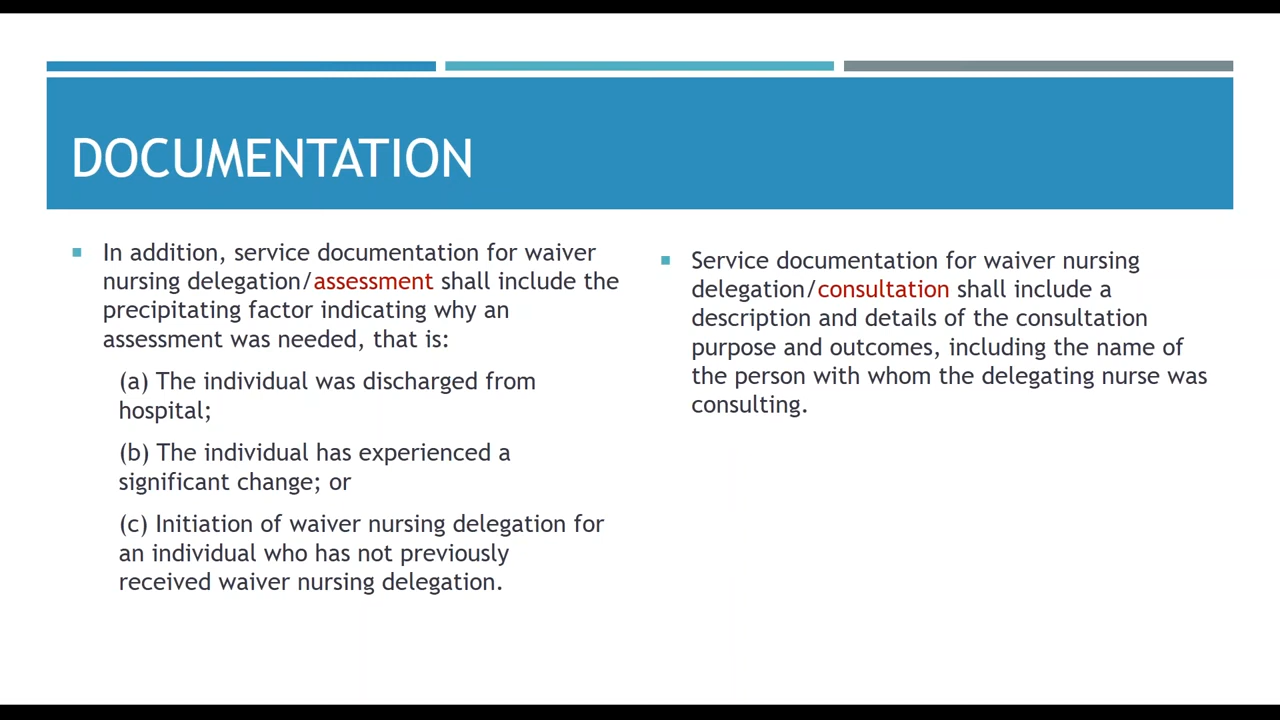 DOCUMENTATION
In addition, service documentation for waiver
nursing delegation/assessment shall include the
precipitating factor indicating why an
assessment was needed, that is:
(a) The individual was discharged from
hospital;
(b) The individual has experienced a
significant change; or
(c) Initiation of waiver nursing delegation for
an individual who has not previously
received waiver nursing delegation.
Service documentation for waiver nursing
delegation/consultation shall include a
description and details of the consultation
purpose and outcomes, including the name of
the person with whom the delegating nurse was
consulting.